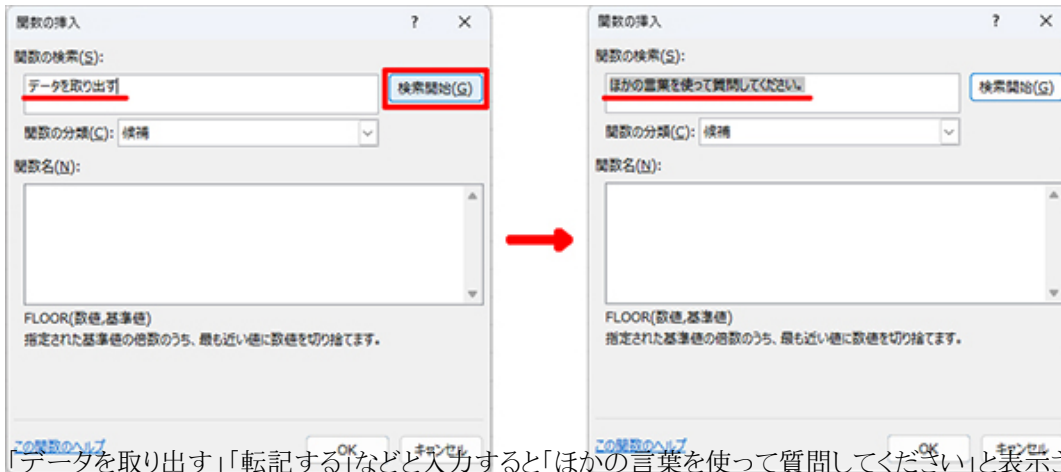 関数の挿入 ? ×
関数の検索(S):
データを取り出す
検索開始(G)
関数の分類(C): 候補
関数名(N):
FLOOR(数値,基準値)
指定された基準値の倍数のうち、最も近い値に数値を切り捨てます。
この関数のヘルプ
OK キャンセル
関数の挿入 ? ×
関数の検索(S):
ほかの言葉を使って質問してください。
検索開始(G)
関数の分類(C): 候補
関数名(N):
FLOOR(数値,基準値)
指定された基準値の倍数のうち、最も近い値に数値を切り捨てます。
この関数のヘルプ
OK キャンセル
「データを取り出す」「転記する」などと入力すると「ほかの言葉を使って質問してください」と表示